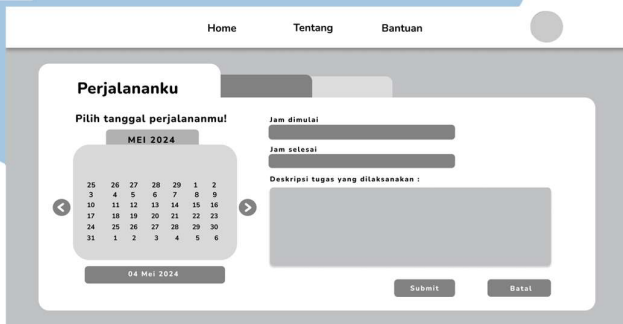 Home Tentang Bantuan
Perjalananku
Pilih tanggal perjalananmu!
MEI 2024
25 26 27 28 29 1 2
3 4 5 6 7 8 9
10 11 12 13 14 15 16
17 18 19 20 21 22 23
24 25 26 27 28 29 30
31 1 2 3 4 5 6
04 Mei 2024
Jam dimulai
Jam selesai
Deskripsi tugas yang dilaksanakan :
Submit Batal